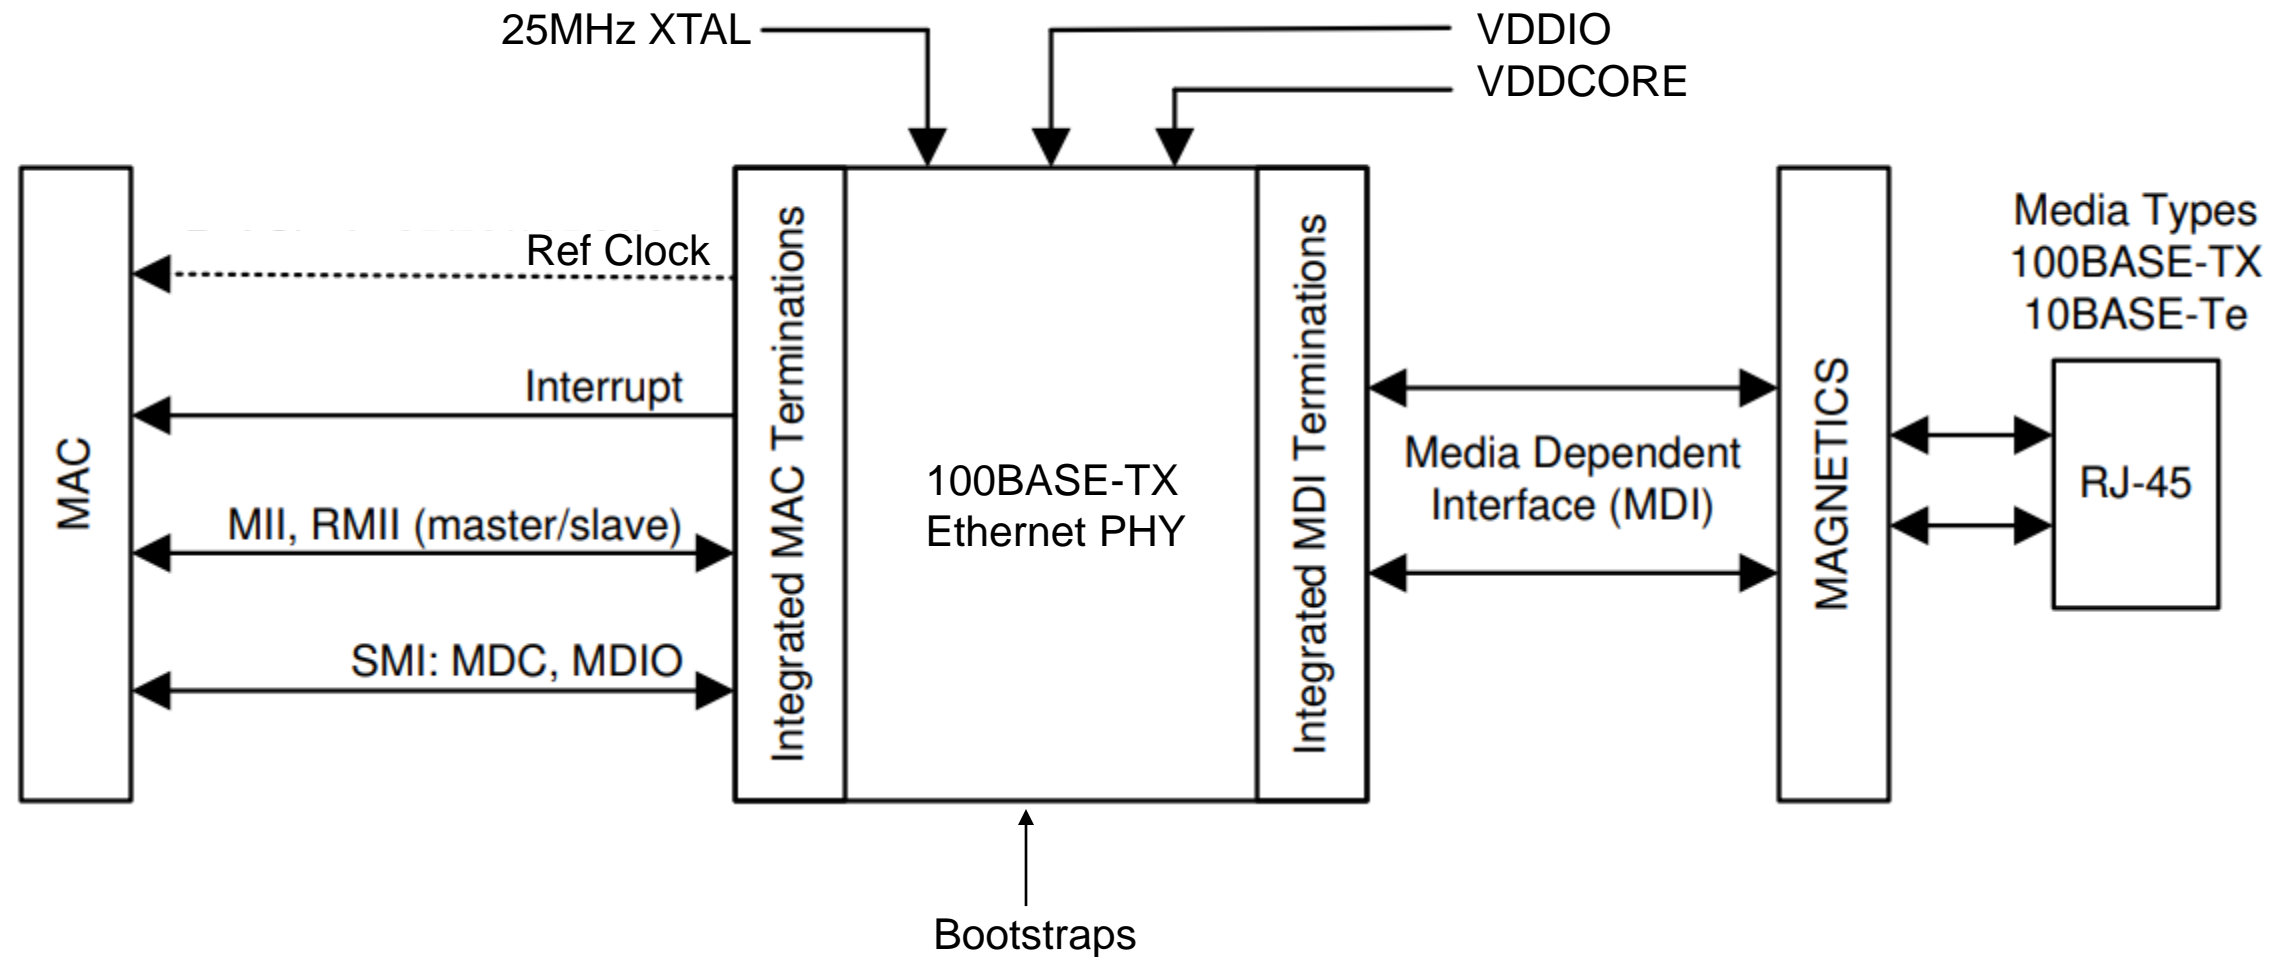 25MHz XTAL
VDDIO
VDDCORE
MAC
Ref Clock
Interrupt
MII, RMII (master/slave)
SMI: MDC, MDIO
Integrated MAC Terminations
100BASE-TX
Ethernet PHY
Integrated MDI Terminations
Media Dependent
Interface (MDI)
MAGNETICS
Media Types
100BASE-TX
10BASE-Te
RJ-45
Bootstraps